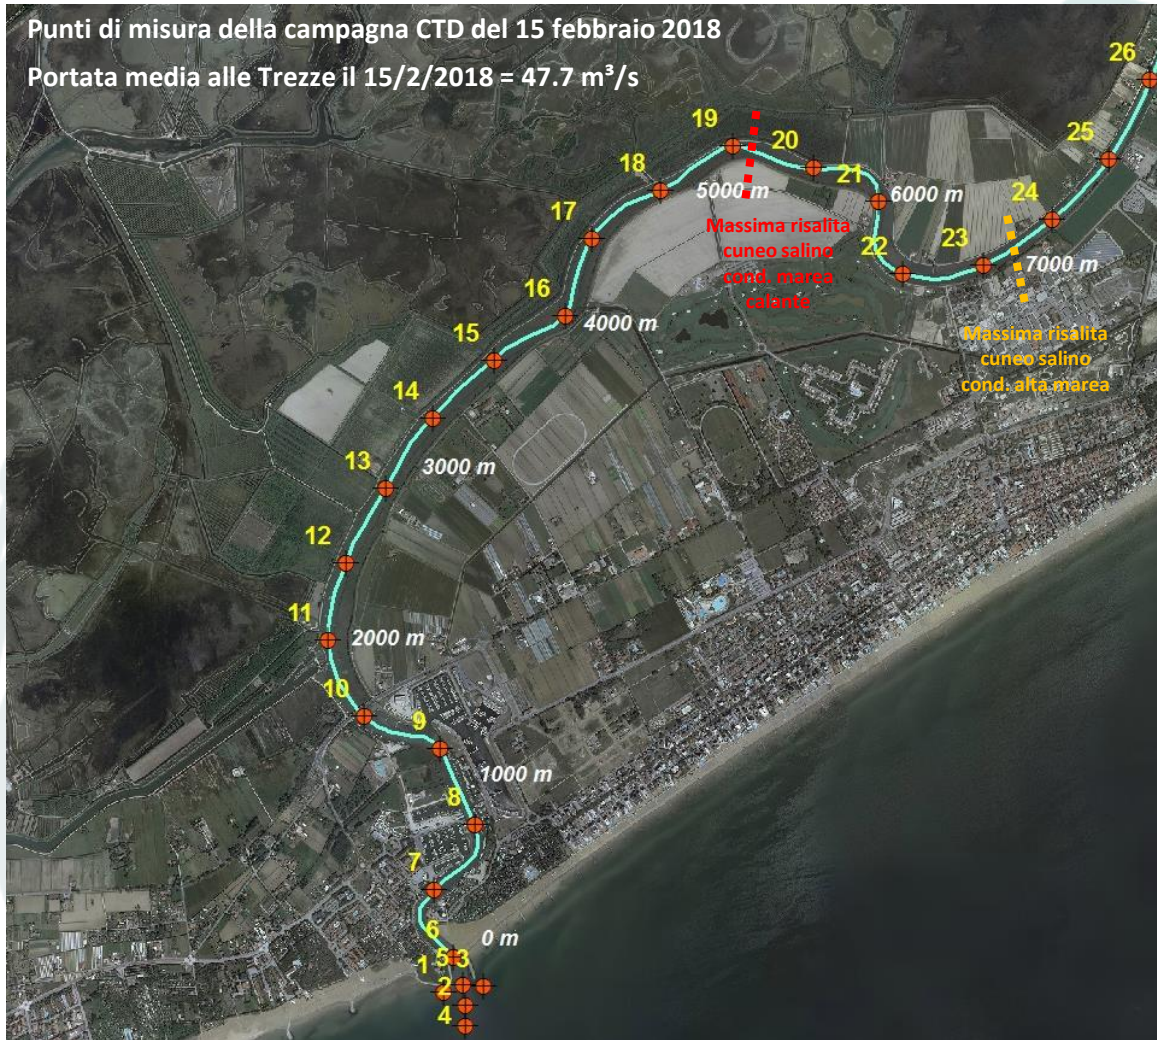 Punti di misura della campagna CTD del 15 febbraio 2018
Portata media alle Trezze il 15/2/2018 = 47.7 m³/s
26
25
24
7000 m
23
22
6000 m
21
20
19
5000 m
18
17
16
4000 m
15
14
3000 m
13
12
11
2000 m
10
9
1000 m
8
7
6
0 m
5
3
1
2
4
Massima risalita
cuneo salino
cond. marea
calante
Massima risalita
cuneo salino
cond. alta marea